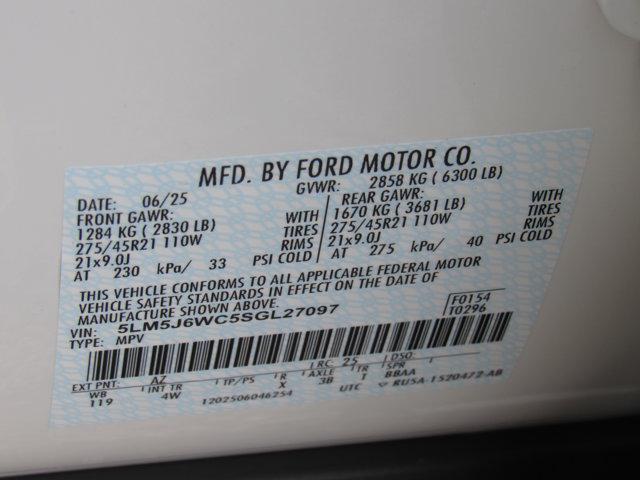 MFD. BY FORD MOTOR CO.
DATE: 06/25 GVWR: 2858 KG ( 6300 LB)
FRONT GAWR: REAR GAWR:
1284 KG ( 2830 LB) WITH 1670 KG ( 3681 LB) WITH
275/45R21 110W TIRES 275/45R21 110W TIRES
21x9.0J RIMS 21x9.0J RIMS
AT 230 kPa/ 33 PSI COLD AT 275 kPa/ 40 PSI COLD
THIS VEHICLE CONFORMS TO ALL APPLICABLE FEDERAL MOTOR
VEHICLE SAFETY STANDARDS IN EFFECT ON THE DATE OF
MANUFACTURE SHOWN ABOVE.
VIN: 5LM5J6WC5SGL27097 F0154
TYPE: MPV T0296
EXT PNT: AZ RC: 25 DSO:
WB INT TR TP/PS R AXLE TR SPR
119 4W X 3B T BBAA
1202506046254 UTC RU5A-1520472-AB